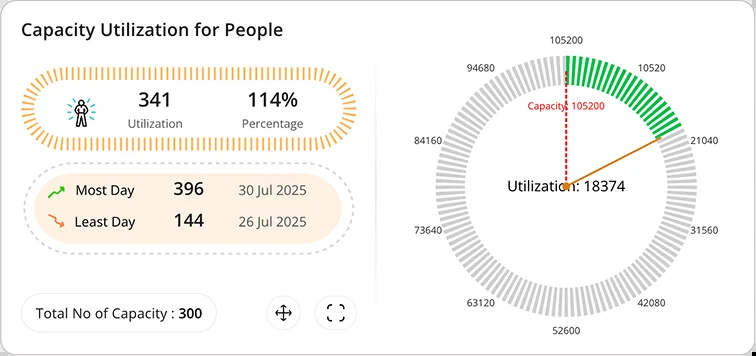 Capacity Utilization for People
341
114%
Utilization
Percentage
Most Day 396 30 Jul 2025
Least Day 144 26 Jul 2025
Total No of Capacity : 300
105200
10520
21040
31560
42080
52600
63120
73640
84160
94680
Capacity: 105200
Utilization: 18374